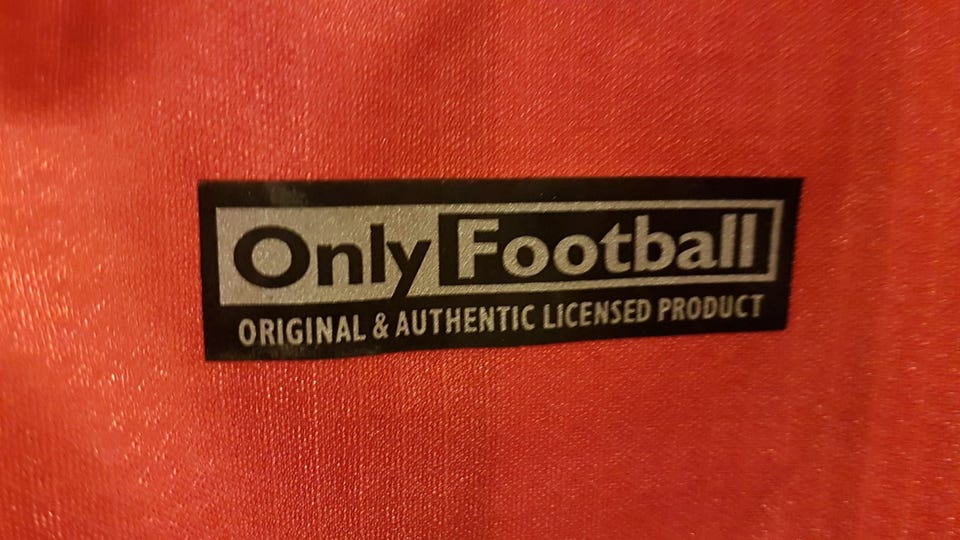 Only Football
ORIGINAL & AUTHENTIC LICENSED PRODUCT